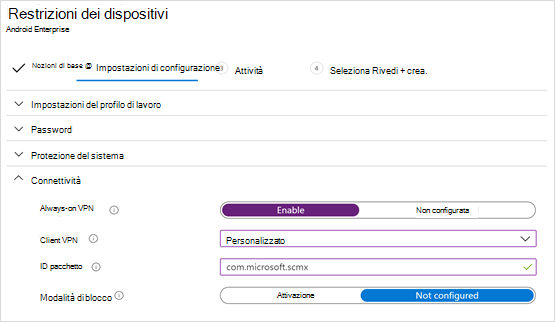 Restrizioni dei dispositivi
Android Enterprise
Nozioni di base @ Impostazioni di configurazione 3 Attività 4 Seleziona Rivedi + crea.
Impostazioni del profilo di lavoro
Password
Protezione del sistema
Connettività
Always-on VPN Enable Non configurata
Client VPN Personalizzato
ID pacchetto com.microsoft.scmx
Modalità di blocco Attivazione Not configured